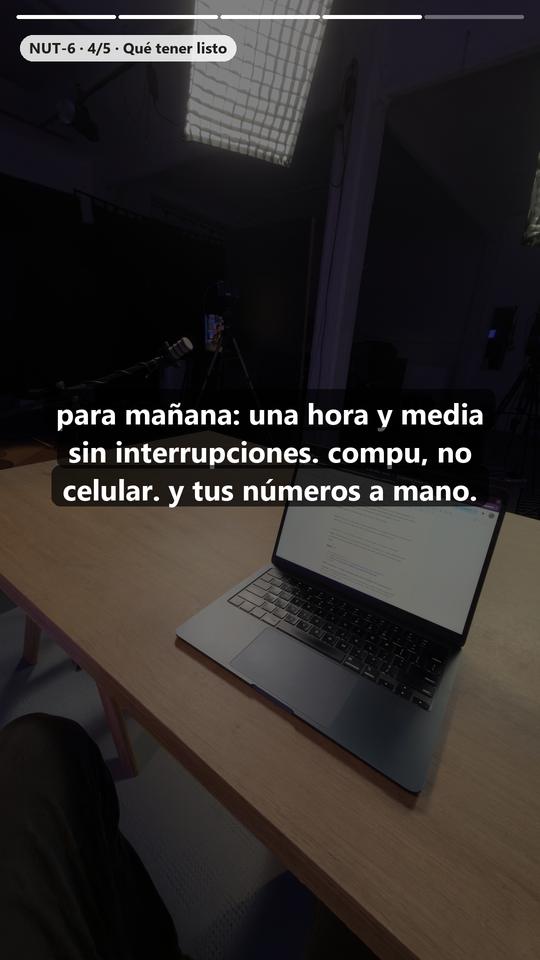 NUT-6 · 4/5 · Qué tener listo
para mañana: una hora y media
sin interrupciones. compu, no
celular. y tus números a mano.